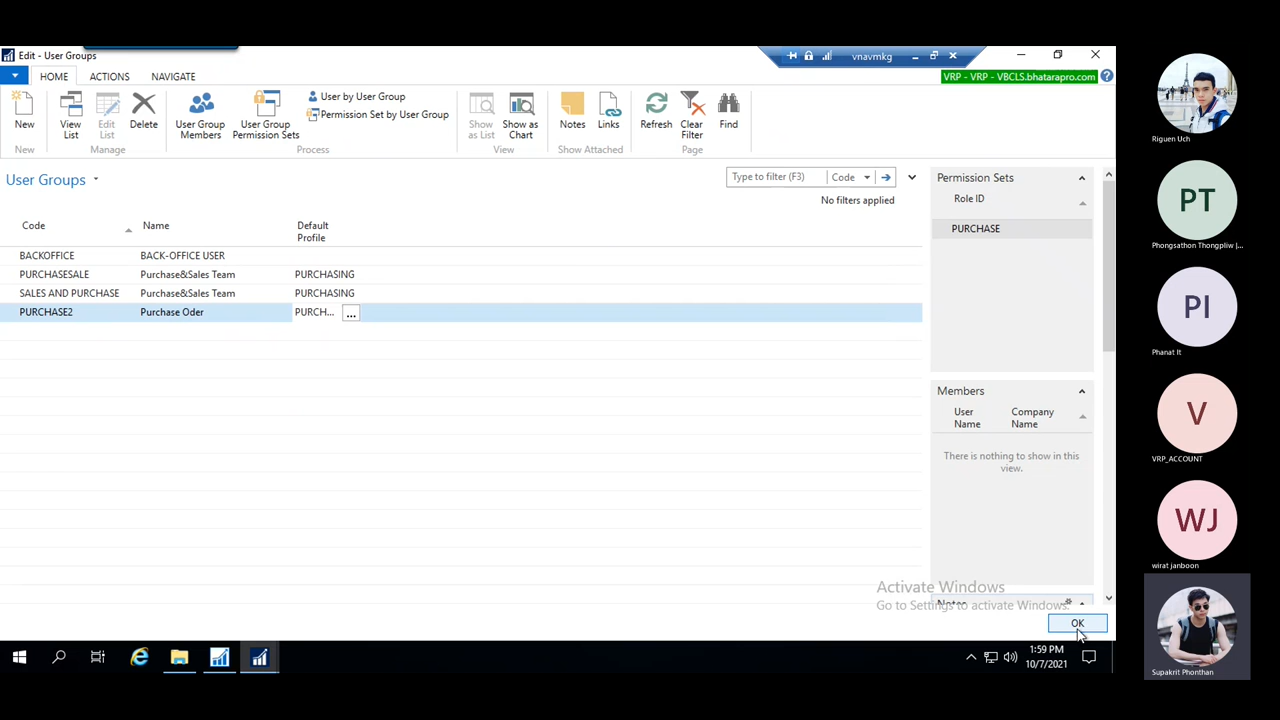 Edit - User Groups
vnavmkg
HOME
ACTIONS
NAVIGATE
VRP - VRP - VBCLS.bhatarapro.com
New
View List
Edit List
Delete
User Group Members
User Group Permission Sets
User by User Group
Permission Set by User Group
Show as List
Show as Chart
Notes
Links
Refresh
Clear Filter
Find
New
Manage
Process
View
Show Attached
Page
User Groups
Type to filter (F3)
Code
No filters applied
Code
Name
Default Profile
BACKOFFICE
BACK-OFFICE USER
PURCHASESALE
Purchase&Sales Team
PURCHASING
SALES AND PURCHASE
Purchase&Sales Team
PURCHASING
PURCHASE2
Purchase Oder
PURCH...
...
Permission Sets
Role ID
PURCHASE
Members
User Name
Company Name
There is nothing to show in this view.
Notes
Activate Windows
Go to Settings to activate Windows.
OK
1:59 PM
10/7/2021
Riguen Uch
PT
Phongsathon Thongpliw |...
PI
Phanat It
V
VRP_ACCOUNT
WJ
wirat janboon
Supakrit Phonthan